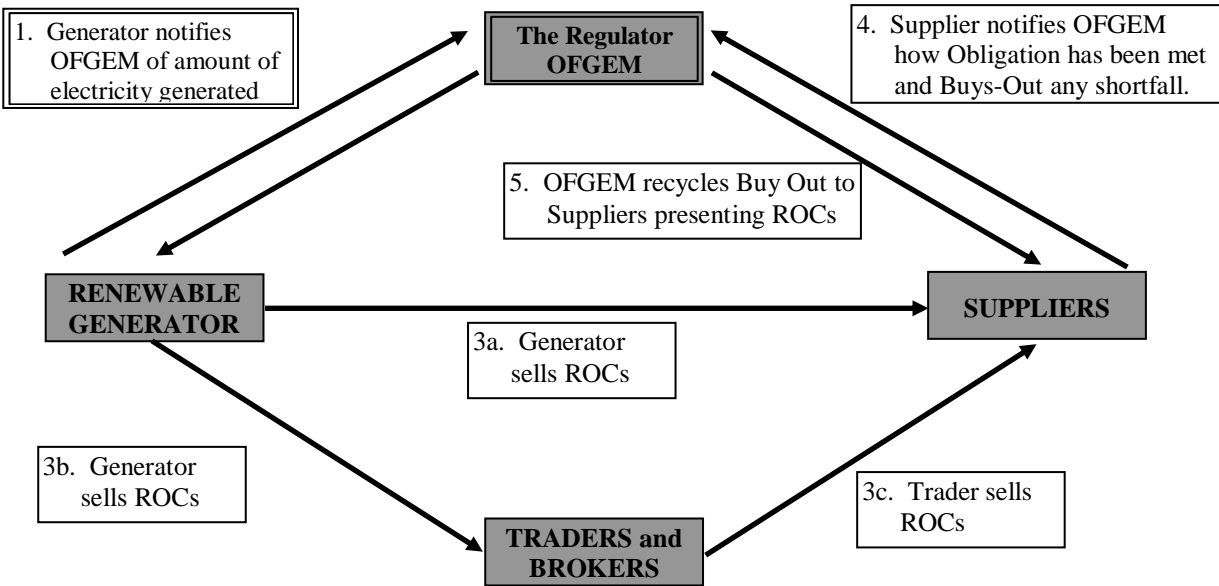 1. Generator notifies
OFGEM of amount of
electricity generated
The Regulator
OFGEM
4. Supplier notifies OFGEM
how Obligation has been met
and Buys-Out any shortfall.
5. OFGEM recycles Buy Out to
Suppliers presenting ROCs
RENEWABLE
GENERATOR
SUPPLIERS
3a. Generator
sells ROCs
3b. Generator
sells ROCs
3c. Trader sells
ROCs
TRADERS and
BROKERS